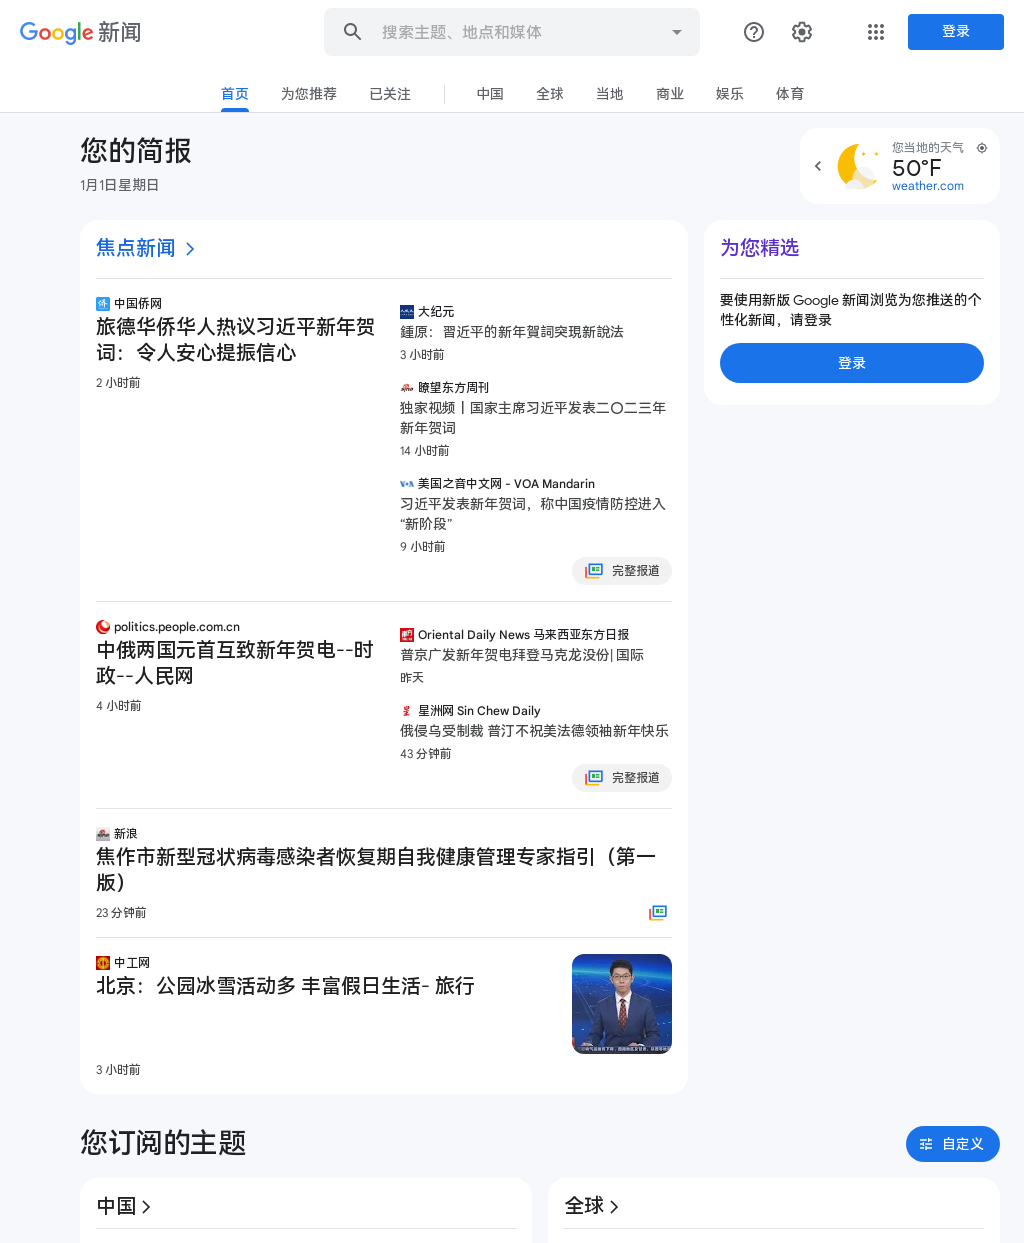 Google 新闻
搜索主题、地点和媒体
登录
首页
为您推荐
已关注
中国
全球
当地
商业
娱乐
体育
您的简报
1月1日星期日
您当地的天气
50°F
weather.com
焦点新闻
中国侨网
旅德华侨华人热议习近平新年贺
词：令人安心提振信心
2 小时前
大纪元
鍾原：習近平的新年賀詞突現新說法
3 小时前
瞭望东方周刊
独家视频丨国家主席习近平发表二〇二三年
新年贺词
14 小时前
美国之音中文网 - VOA Mandarin
习近平发表新年贺词，称中国疫情防控进入
“新阶段”
9 小时前
完整报道
politics.people.com.cn
中俄两国元首互致新年贺电--时
政--人民网
4 小时前
Oriental Daily News 马来西亚东方日报
普京广发新年贺电拜登马克龙没份| 国际
昨天
星洲网 Sin Chew Daily
俄侵乌受制裁 普汀不祝美法德领袖新年快乐
43 分钟前
完整报道
新浪
焦作市新型冠状病毒感染者恢复期自我健康管理专家指引（第一
版）
23 分钟前
中工网
北京：公园冰雪活动多 丰富假日生活- 旅行
3 小时前
为您精选
要使用新版 Google 新闻浏览为您推送的个
性化新闻，请登录
登录
您订阅的主题
自定义
中国
全球